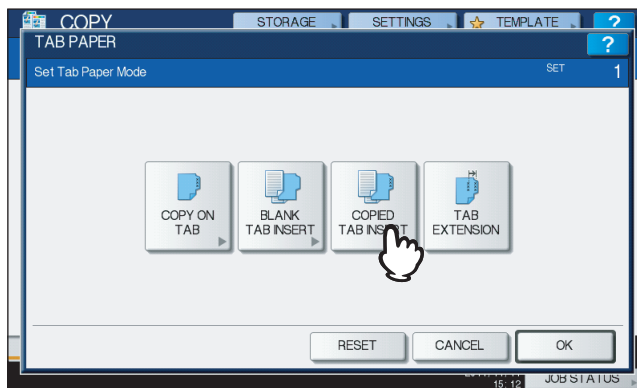 COPY
STORAGE
SETTINGS
TEMPLATE
?
TAB PAPER
?
Set Tab Paper Mode
SET
1
COPY ON
TAB
BLANK
TAB INSERT
COPIED
TAB INSERT
TAB
EXTENSION
RESET
CANCEL
OK
15:12
JOB STATUS